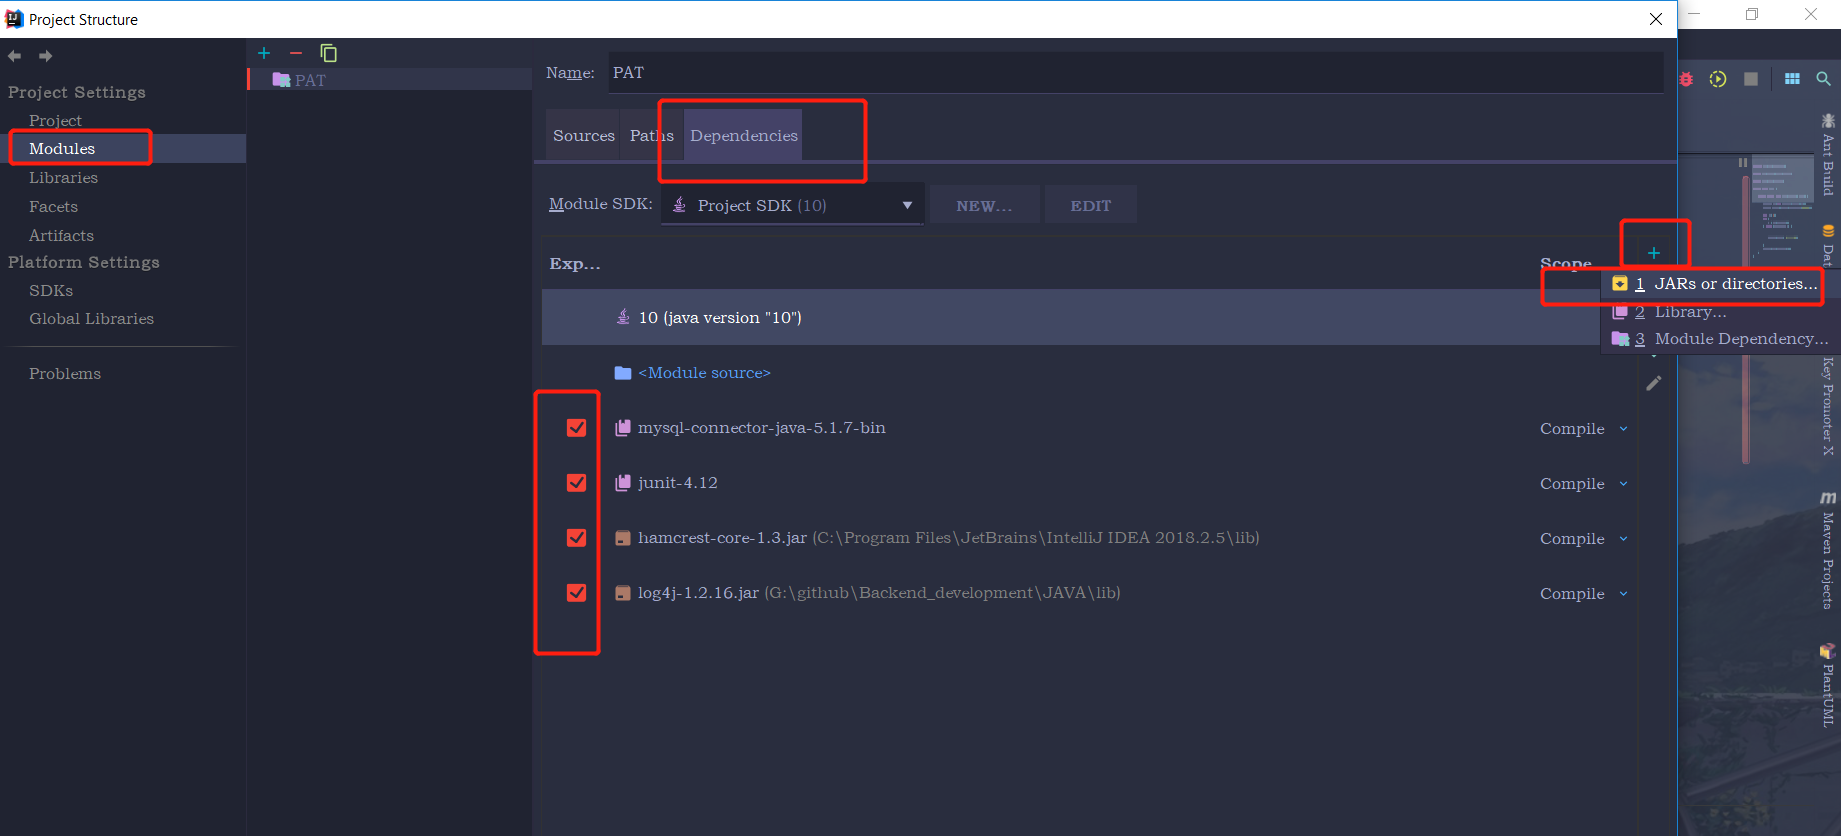 Project Structure
Project Settings
Project
Modules
Libraries
Facets
Artifacts
Platform Settings
SDKs
Global Libraries
Problems
PAT
Name: PAT
Sources Paths Dependencies
Module SDK: Project SDK (10) NEW... EDIT
Exp... Scope
1 JARs or directories...
2 Library...
3 Module Dependency...
10 (java version "10")
<Module source>
mysql-connector-java-5.1.7-bin Compile
junit-4.12 Compile
hamcrest-core-1.3.jar (C:\Program Files\JetBrains\IntelliJ IDEA 2018.2.5\lib) Compile
log4j-1.2.16.jar (G:\github\Backend_development\JAVA\lib) Compile
Ant Build
Dat
Key Promoter X
Maven Projects
PlantUML